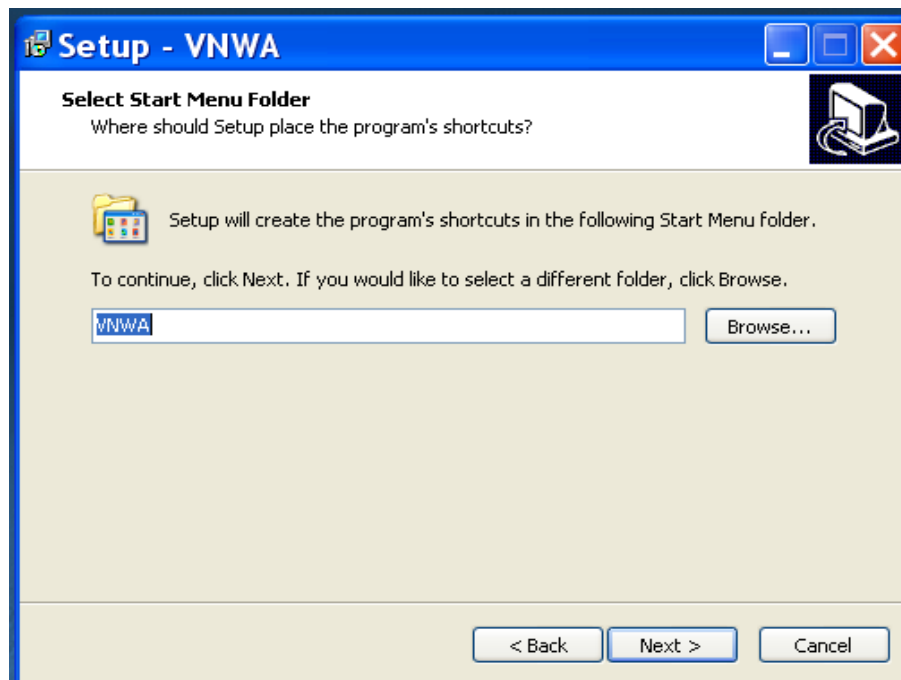 Setup - VNWA
Select Start Menu Folder
Where should Setup place the program's shortcuts?
Setup will create the program's shortcuts in the following Start Menu folder.
To continue, click Next. If you would like to select a different folder, click Browse.
VNWA
Browse...
< Back
Next >
Cancel